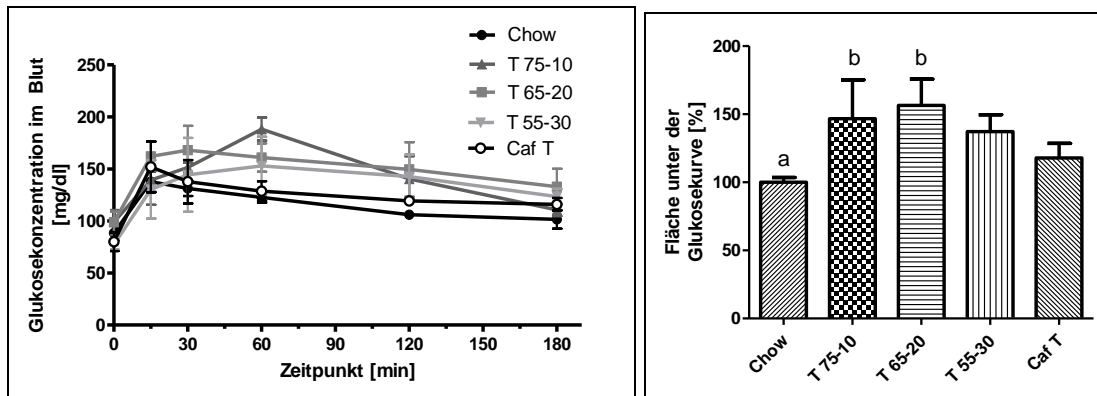 Chow
T 75-10
T 65-20
T 55-30
Caf T
Glukosekonzentration im Blut
[mg/dl]
250
200
150
100
50
0
0 30 60 90 120 150 180
Zeitpunkt [min]
Fläche unter der
Glukosekurve [%]
200
150
100
50
0
a b b
Chow T 75-10 T 65-20 T 55-30 Caf T